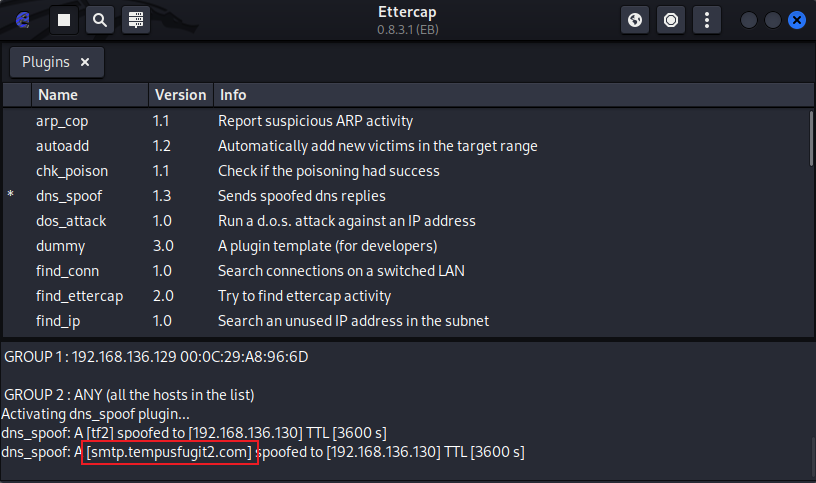 Ettercap
0.8.3.1 (EB)
Plugins ×
Name Version Info
arp_cop 1.1 Report suspicious ARP activity
autoadd 1.2 Automatically add new victims in the target range
chk_poison 1.1 Check if the poisoning had success
* dns_spoof 1.3 Sends spoofed dns replies
dos_attack 1.0 Run a d.o.s. attack against an IP address
dummy 3.0 A plugin template (for developers)
find_conn 1.0 Search connections on a switched LAN
find_ettercap 2.0 Try to find ettercap activity
find_ip 1.0 Search an unused IP address in the subnet
GROUP 1 : 192.168.136.129 00:0C:29:A8:96:6D
GROUP 2 : ANY (all the hosts in the list)
Activating dns_spoof plugin...
dns_spoof: A [tf2] spoofed to [192.168.136.130] TTL [3600 s]
dns_spoof: A [smtp.tempusfugit2.com] spoofed to [192.168.136.130] TTL [3600 s]